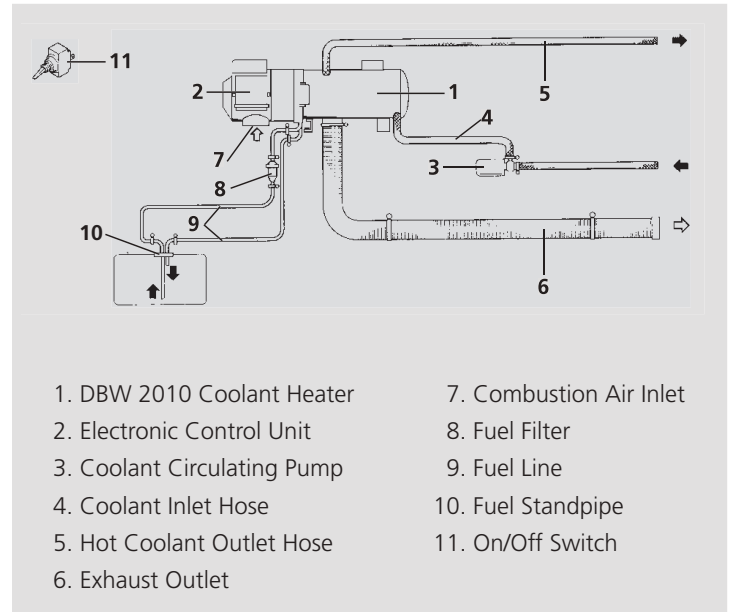 11
2
1
5
4
7
3
8
9
10
6
1. DBW 2010 Coolant Heater
2. Electronic Control Unit
3. Coolant Circulating Pump
4. Coolant Inlet Hose
5. Hot Coolant Outlet Hose
6. Exhaust Outlet
7. Combustion Air Inlet
8. Fuel Filter
9. Fuel Line
10. Fuel Standpipe
11. On/Off Switch